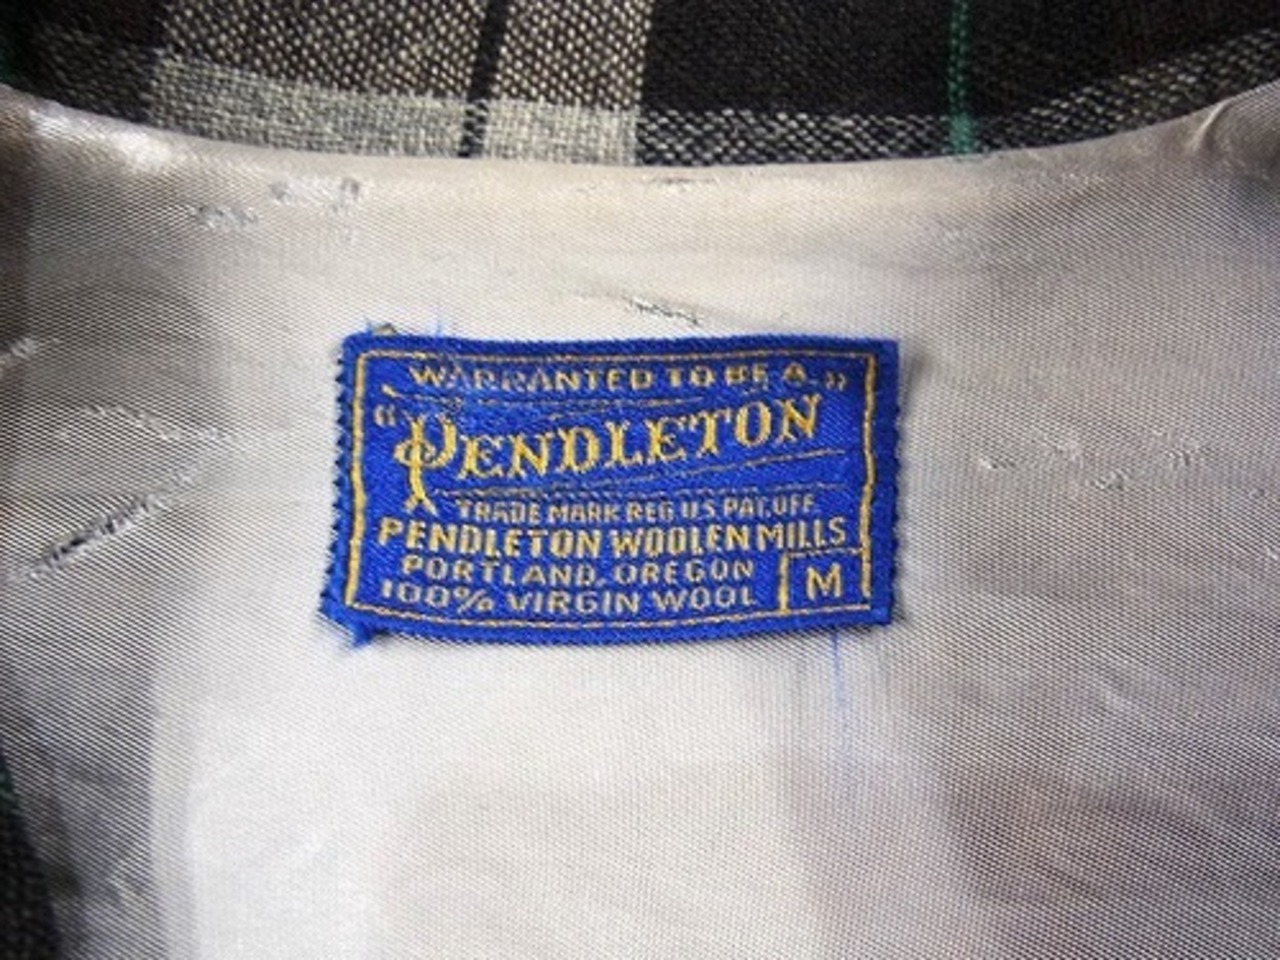 WARRANTED TO BE A
"PENDLETON"
TRADE MARK REG U.S. PAT. OFF.
PENDLETON WOOLEN MILLS
PORTLAND, OREGON
100% VIRGIN WOOL
M